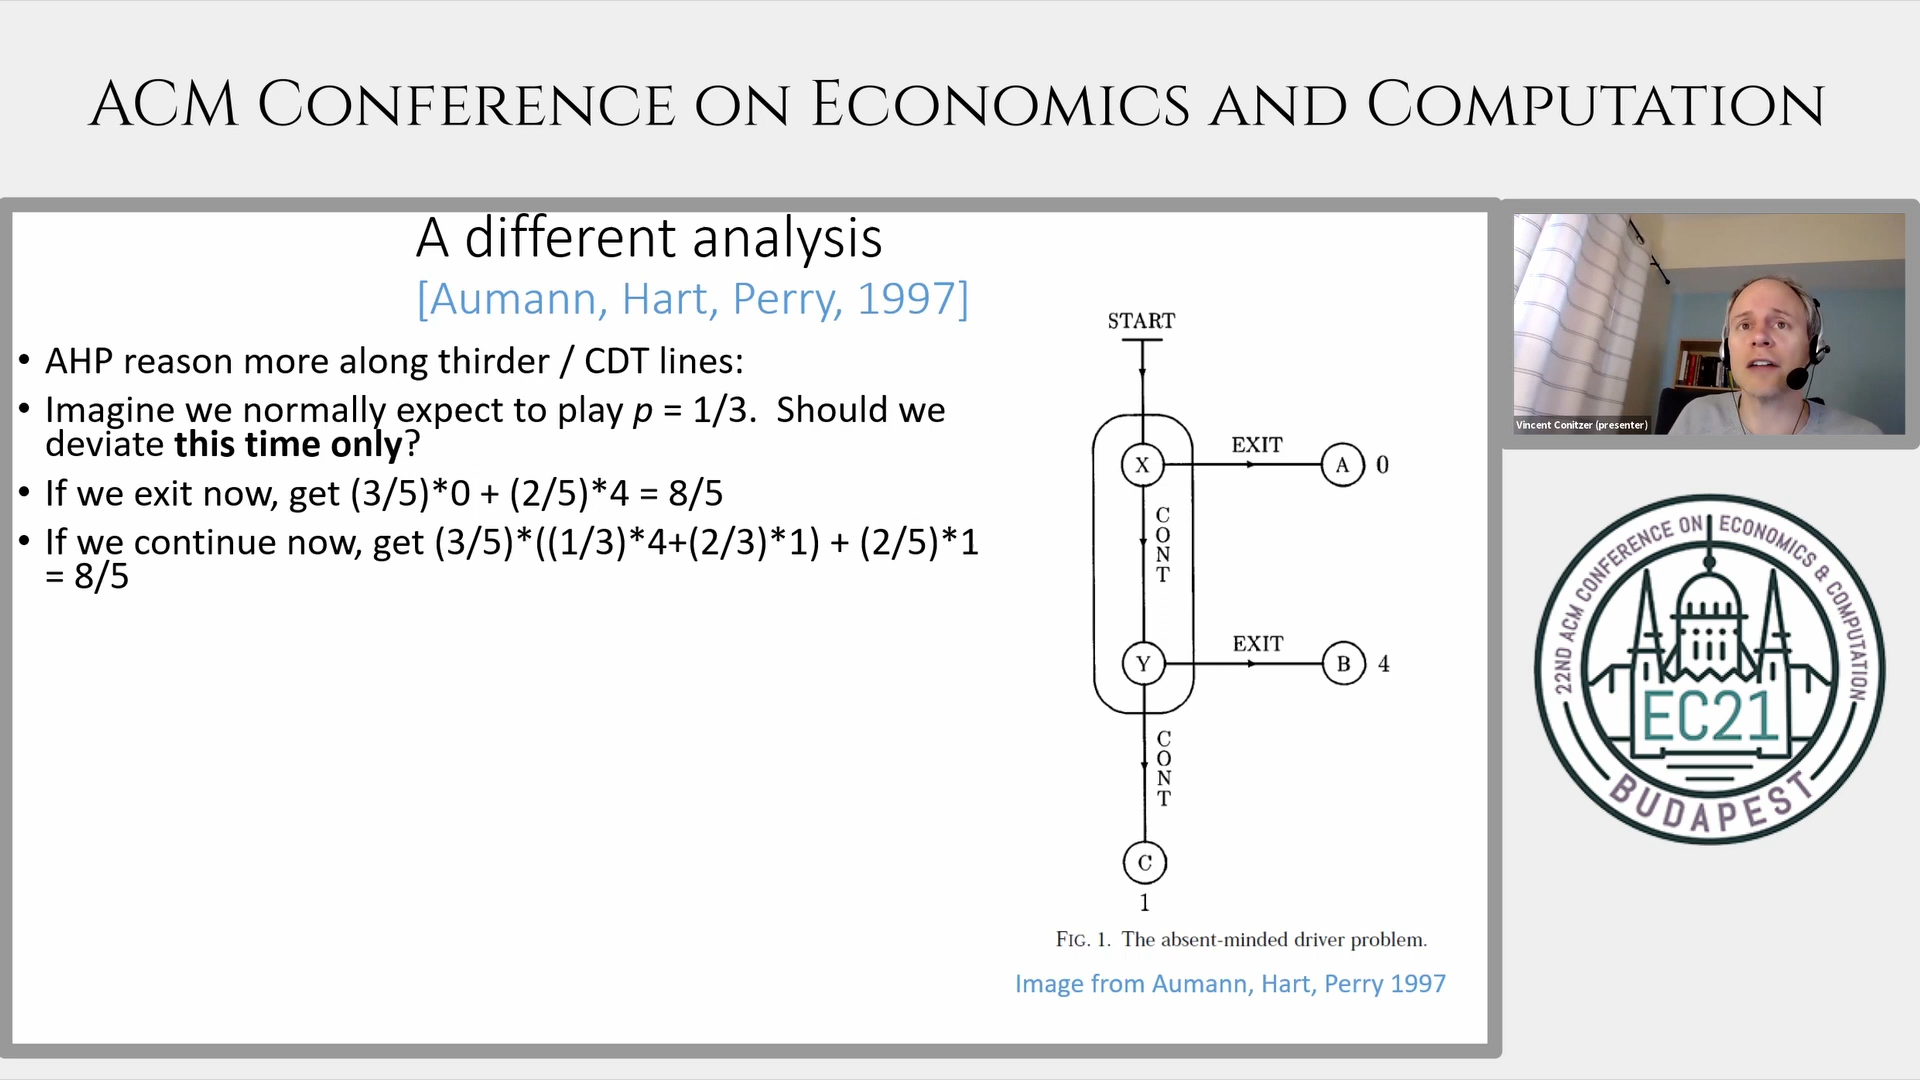 ACM Conference on Economics and Computation
A different analysis
[Aumann, Hart, Perry, 1997]
• AHP reason more along thirder / CDT lines:
• Imagine we normally expect to play p = 1/3.  Should we
deviate this time only?
• If we exit now, get (3/5)*0 + (2/5)*4 = 8/5
• If we continue now, get (3/5)*((1/3)*4+(2/3)*1) + (2/5)*1
= 8/5
START
X
EXIT
A
0
CONT
Y
EXIT
B
4
CONT
C
1
FIG. 1. The absent-minded driver problem.
Image from Aumann, Hart, Perry 1997
Vincent Conitzer (presenter)
22ND ACM CONFERENCE ON ECONOMICS & COMPUTATION
EC21
BUDAPEST